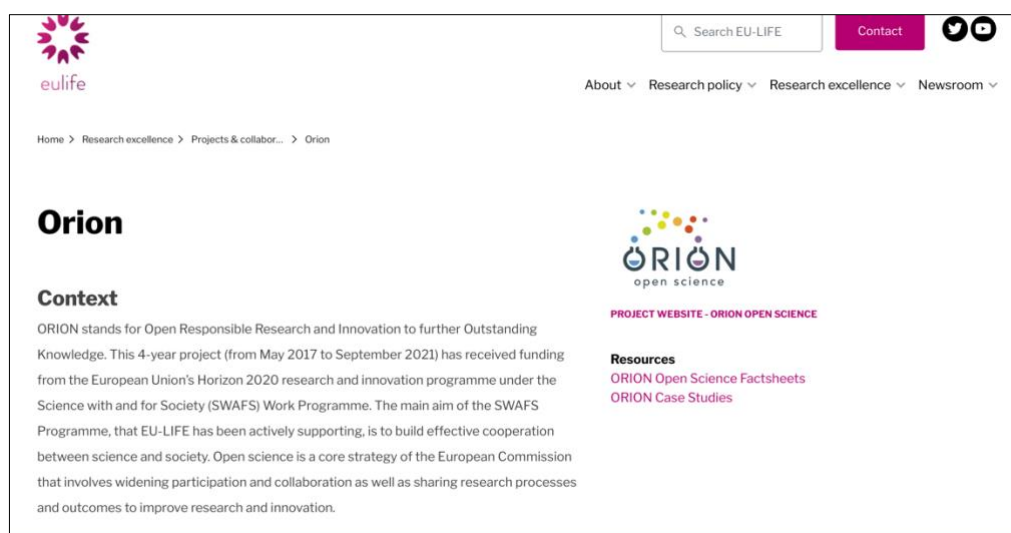 eulife
Search EU-LIFE
Contact
About Research policy Research excellence Newsroom
Home > Research excellence > Projects & collabor... > Orion
Orion
ÖRIÖN
open science
PROJECT WEBSITE - ORION OPEN SCIENCE
Resources
ORION Open Science Factsheets
ORION Case Studies
Context
ORION stands for Open Responsible Research and Innovation to further Outstanding
Knowledge. This 4-year project (from May 2017 to September 2021) has received funding
from the European Union's Horizon 2020 research and innovation programme under the
Science with and for Society (SWAFS) Work Programme. The main aim of the SWAFS
Programme, that EU-LIFE has been actively supporting, is to build effective cooperation
between science and society. Open science is a core strategy of the European Commission
that involves widening participation and collaboration as well as sharing research processes
and outcomes to improve research and innovation.